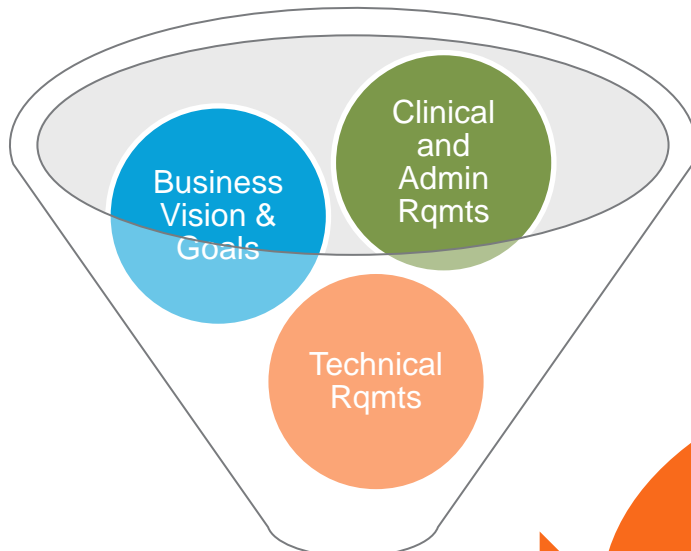 Clinical
and
Admin
Rqmts
Business
Vision &
Goals
Technical
Rqmts